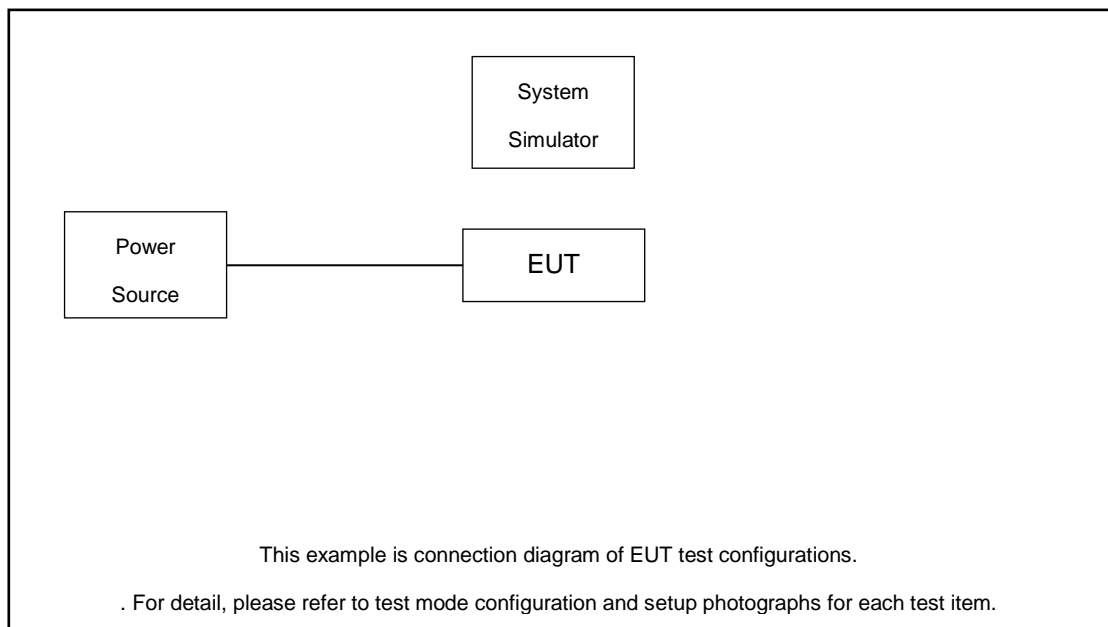 System
Simulator
Power
Source
EUT
This example is connection diagram of EUT test configurations.
. For detail, please refer to test mode configuration and setup photographs for each test item.